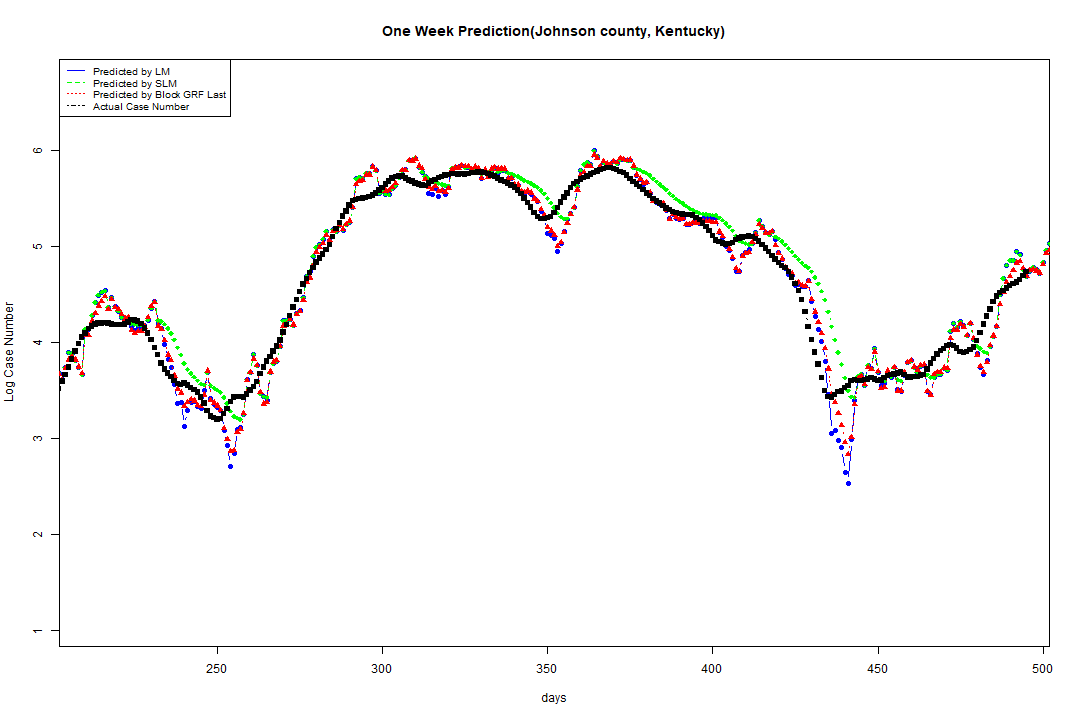 One Week Prediction(Johnson county, Kentucky)
Predicted by LM
Predicted by SLM
Predicted by Block GRF Last
Actual Case Number
6
5
4
3
2
1
Log Case Number
250 300 350 400 450 500
days